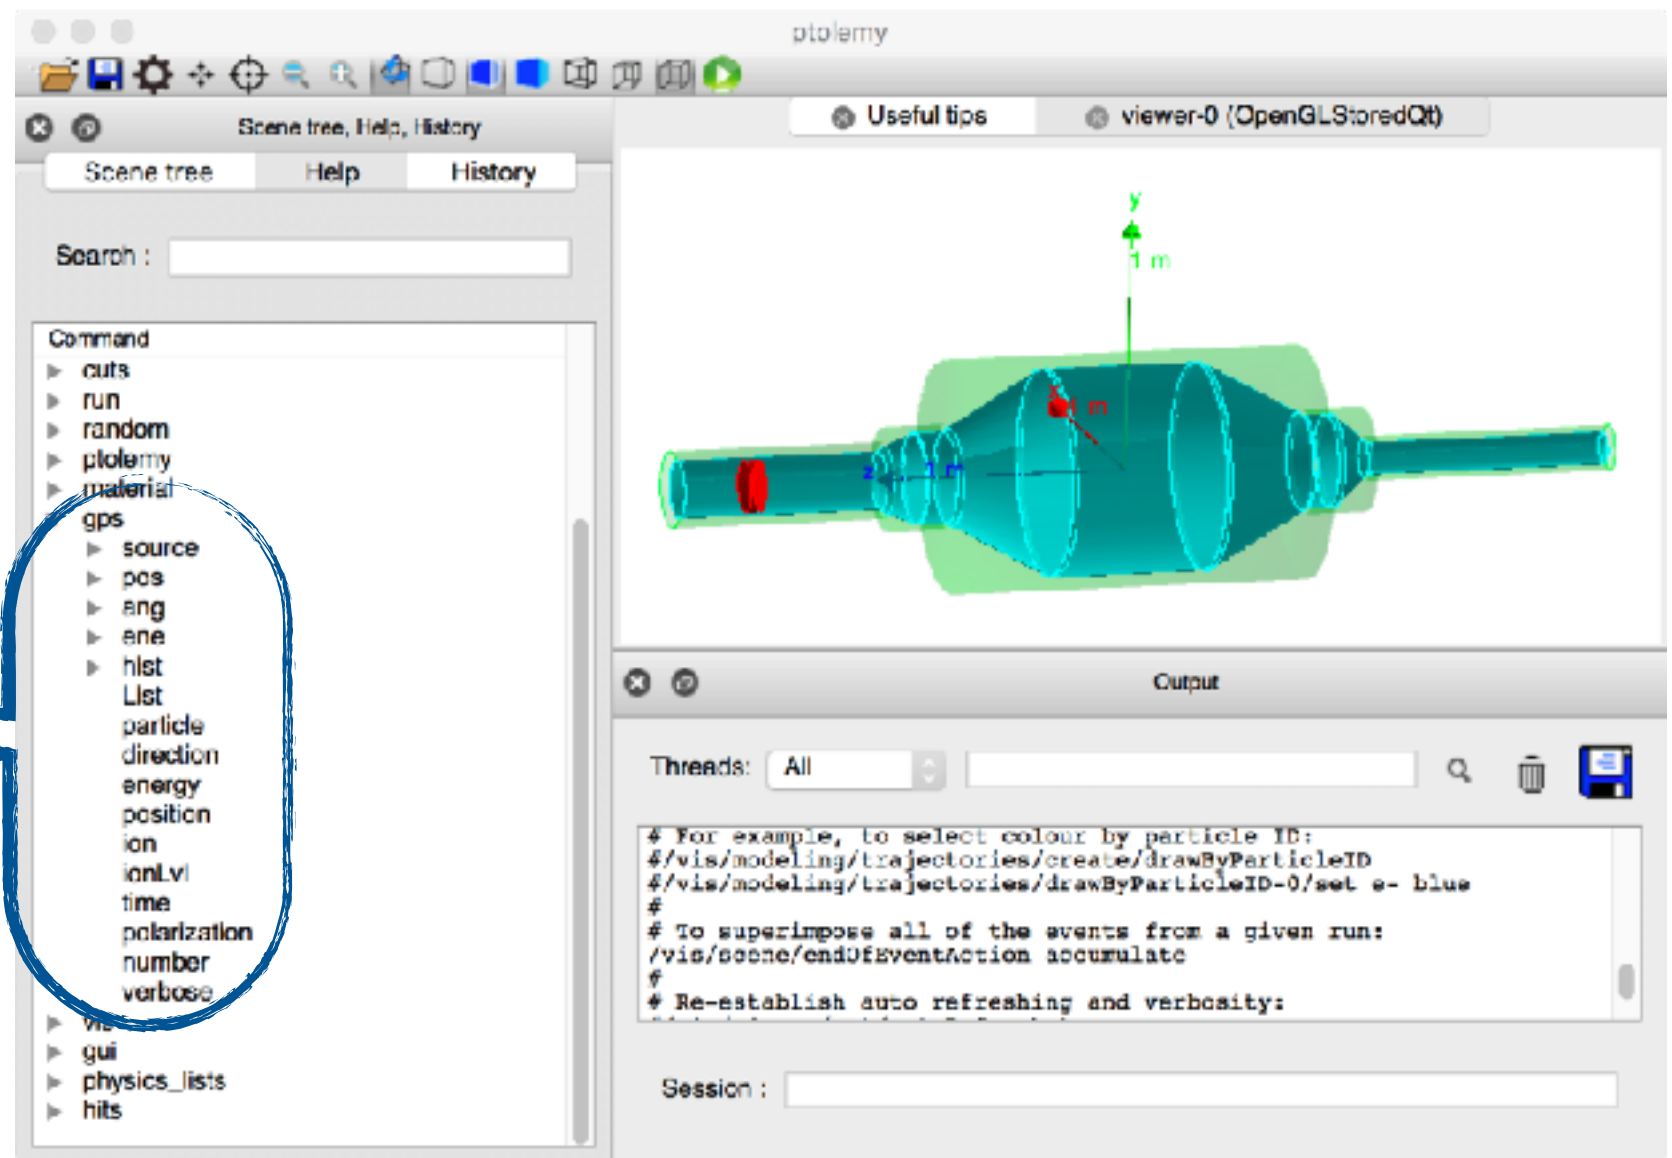 ptolemy
Scene tree, Help, History
Scene tree
Help
History
Search :
Command
cuts
run
random
ptolemy
material
gps
source
pos
ang
ene
hist
List
particle
direction
energy
position
ion
ionLvl
time
polarization
number
verbose
vis
gui
physics_lists
hits
Useful tips
viewer-0 (OpenGLStoredQt)
y
1 m
x
1 m
z
1 m
Output
Threads:
All
# For example, to select colour by particle ID:
#/vis/modeling/trajectories/create/drawByParticleID
#/vis/modeling/trajectories/drawByParticleID-0/set e- blue
#
# To superimpose all of the events from a given run:
/vis/scene/endOfEventAction accumulate
#
# Re-establish auto refreshing and verbosity:
Session :